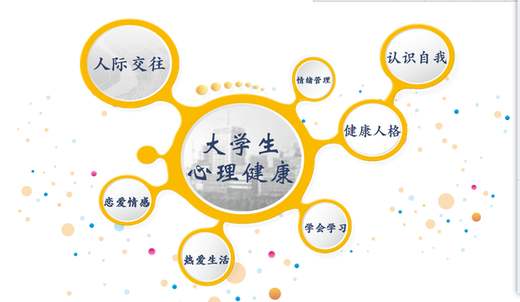 人际交往
认识自我
情绪管理
健康人格
大学生
心理健康
恋爱情感
学会学习
热爱生活